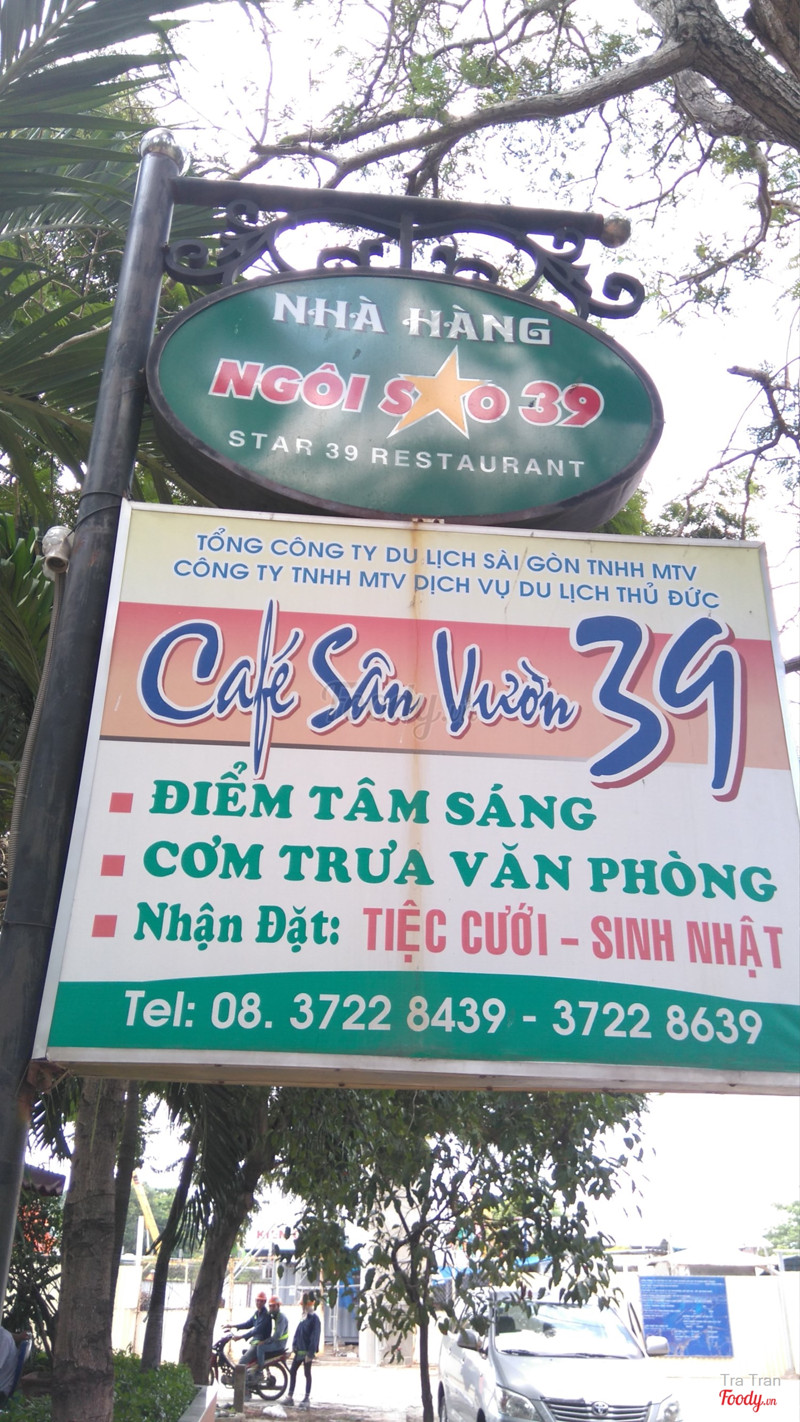 NHÀ HÀNG
NGÔI SAO 39
STAR 39 RESTAURANT
TỔNG CÔNG TY DU LỊCH SÀI GÒN TNHH MTV
CÔNG TY TNHH MTV DỊCH VỤ DU LỊCH THỦ ĐỨC
Café Sân Vườn 39
ĐIỂM TÂM SÁNG
CƠM TRƯA VĂN PHÒNG
Nhận Đặt: TIỆC CƯỚI - SINH NHẬT
Tel: 08. 3722 8439 - 3722 8639
Tra Tran
Foody.vn